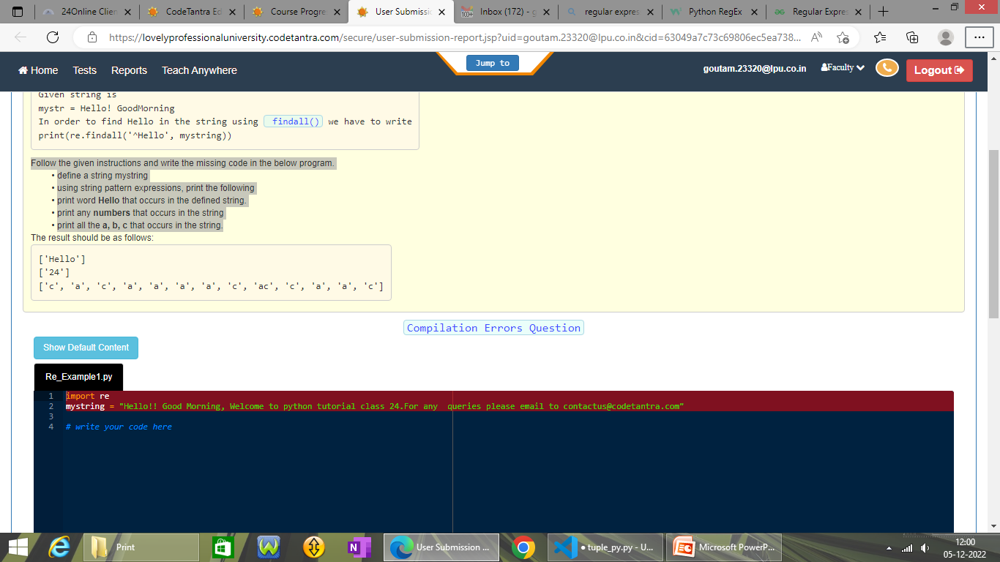 24Online Clien
CodeTantra Ed
Course Progre
User Submissi
Inbox (172) - g
regular expres
Python RegEx
Regular Expre
https://lovelyprofessionaluniversity.codetantra.com/secure/user-submission-report.jsp?uid=goutam.23320@lpu.co.in&cid=63049a7c73c69806ec5ea738...
Home Tests Reports Teach Anywhere
Jump to
goutam.23320@lpu.co.in
Faculty
Logout
Given string is
mystr = Hello! GoodMorning
In order to find Hello in the string using findall() we have to write
print(re.findall('^Hello', mystring))
Follow the given instructions and write the missing code in the below program.
• define a string mystring
• using string pattern expressions, print the following
• print word Hello that occurs in the defined string.
• print any numbers that occurs in the string
• print all the a, b, c that occurs in the string.
The result should be as follows:
['Hello']
['24']
['c', 'a', 'c', 'a', 'a', 'a', 'a', 'c', 'ac', 'c', 'a', 'a', 'c']
Compilation Errors Question
Show Default Content
Re_Example1.py
1 import re
2 mystring = "Hello!! Good Morning, Welcome to python tutorial class 24.For any  queries please email to contactus@codetantra.com"
3
4 # write your code here
Print
User Submission ...
tuple_py.py - U...
Microsoft PowerP...
12:00
05-12-2022